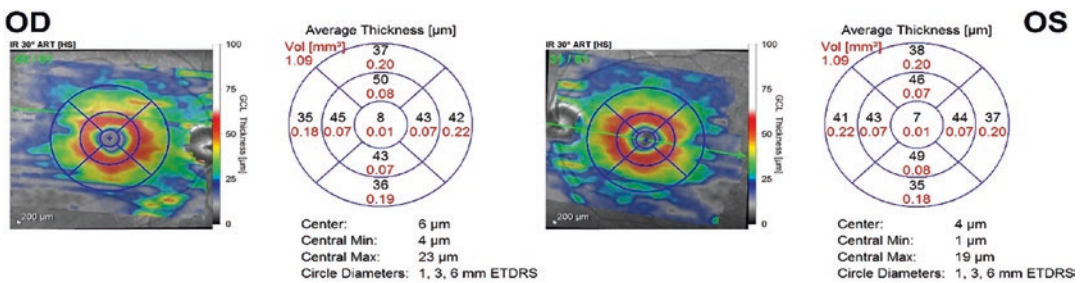 OD
IR 30° ART [HS]
100
75
50
25
0
GCL Thickness [µm]
200 µm
Average Thickness [µm]
Vol [mm³]
1.09
37
0.20
50
0.08
35 45 8 43 42
0.18 0.07 0.01 0.07 0.22
43
0.07
36
0.19
Center: 6 µm
Central Min: 4 µm
Central Max: 23 µm
Circle Diameters: 1, 3, 6 mm ETDRS
OS
IR 30° ART [HS]
100
75
50
25
0
GCL Thickness [µm]
200 µm
Average Thickness [µm]
Vol [mm³]
1.09
38
0.20
46
0.07
41 43 7 44 37
0.22 0.07 0.01 0.07 0.20
49
0.08
35
0.18
Center: 4 µm
Central Min: 1 µm
Central Max: 19 µm
Circle Diameters: 1, 3, 6 mm ETDRS